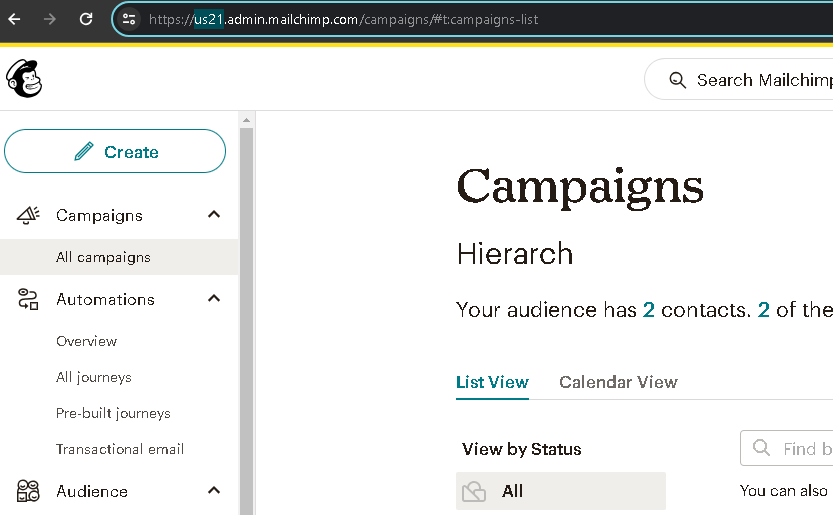 https://us21.admin.mailchimp.com/campaigns/#t:campaigns-list
Search Mailchimp
Create
Campaigns
All campaigns
Automations
Overview
All journeys
Pre-built journeys
Transactional email
Audience
Campaigns
Hierarch
Your audience has 2 contacts. 2 of the
List View Calendar View
View by Status
All
Find b
You can also